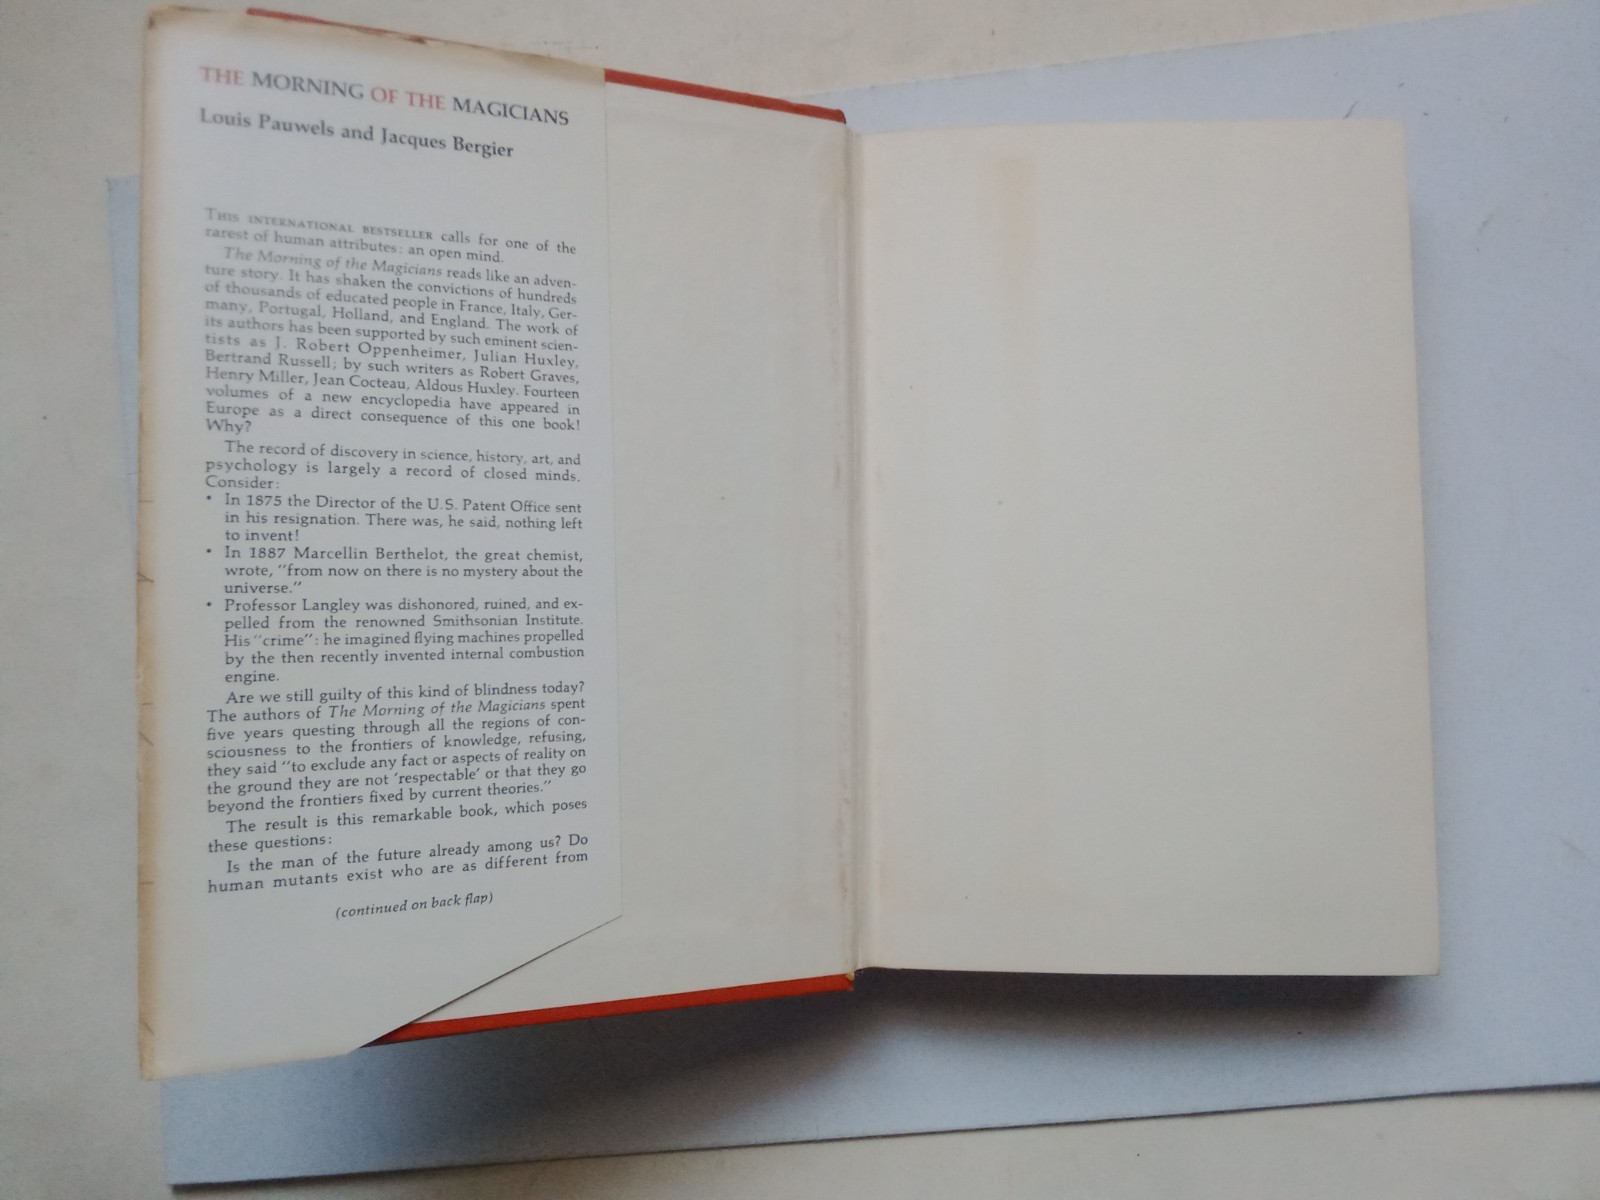 THE MORNING OF THE MAGICIANS
Louis Pauwels and Jacques Bergier
THIS INTERNATIONAL BESTSELLER calls for one of the
rarest of human attributes: an open mind.
The Morning of the Magicians reads like an adven-
ture story. It has shaken the convictions of hundreds
of thousands of educated people in France, Italy, Ger-
many, Portugal, Holland, and England. The work of
its authors has been supported by such eminent scien-
tists as J. Robert Oppenheimer, Julian Huxley,
Bertrand Russell; by such writers as Robert Graves,
Henry Miller, Jean Cocteau, Aldous Huxley. Fourteen
volumes of a new encyclopedia have appeared in
Europe as a direct consequence of this one book!
Why?
The record of discovery in science, history, art, and
psychology is largely a record of closed minds.
Consider:
• In 1875 the Director of the U.S. Patent Office sent
in his resignation. There was, he said, nothing left
to invent!
• In 1887 Marcellin Berthelot, the great chemist,
wrote, "from now on there is no mystery about the
universe."
• Professor Langley was dishonored, ruined, and ex-
pelled from the renowned Smithsonian Institute.
His "crime": he imagined flying machines propelled
by the then recently invented internal combustion
engine.
Are we still guilty of this kind of blindness today?
The authors of The Morning of the Magicians spent
five years questing through all the regions of con-
sciousness to the frontiers of knowledge, refusing,
they said "to exclude any fact or aspects of reality on
the ground they are not 'respectable' or that they go
beyond the frontiers fixed by current theories."
The result is this remarkable book, which poses
these questions:
Is the man of the future already among us? Do
human mutants exist who are as different from
(continued on back flap)